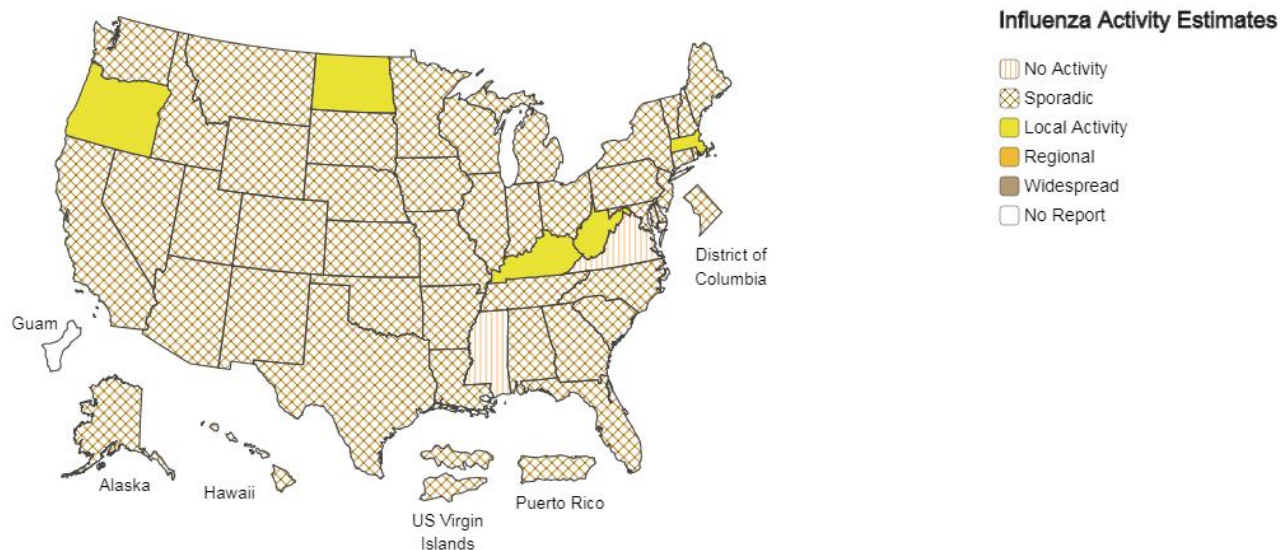 Influenza Activity Estimates
No Activity
Sporadic
Local Activity
Regional
Widespread
No Report
District of
Columbia
Guam
Alaska
Hawaii
US Virgin
Islands
Puerto Rico